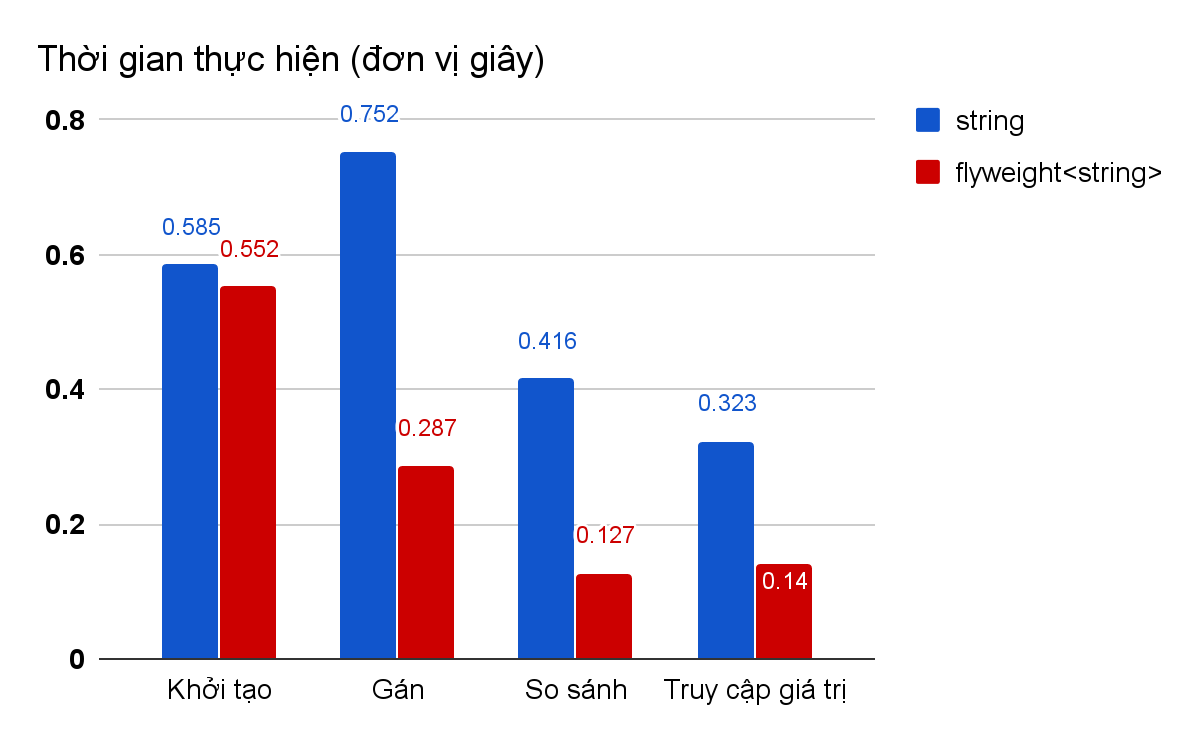 Thời gian thực hiện (đơn vị giây)
string
flyweight<string>
0.8
0.6
0.4
0.2
0
0.585
0.552
0.752
0.287
0.416
0.127
0.323
0.14
Khởi tạo
Gán
So sánh
Truy cập giá trị